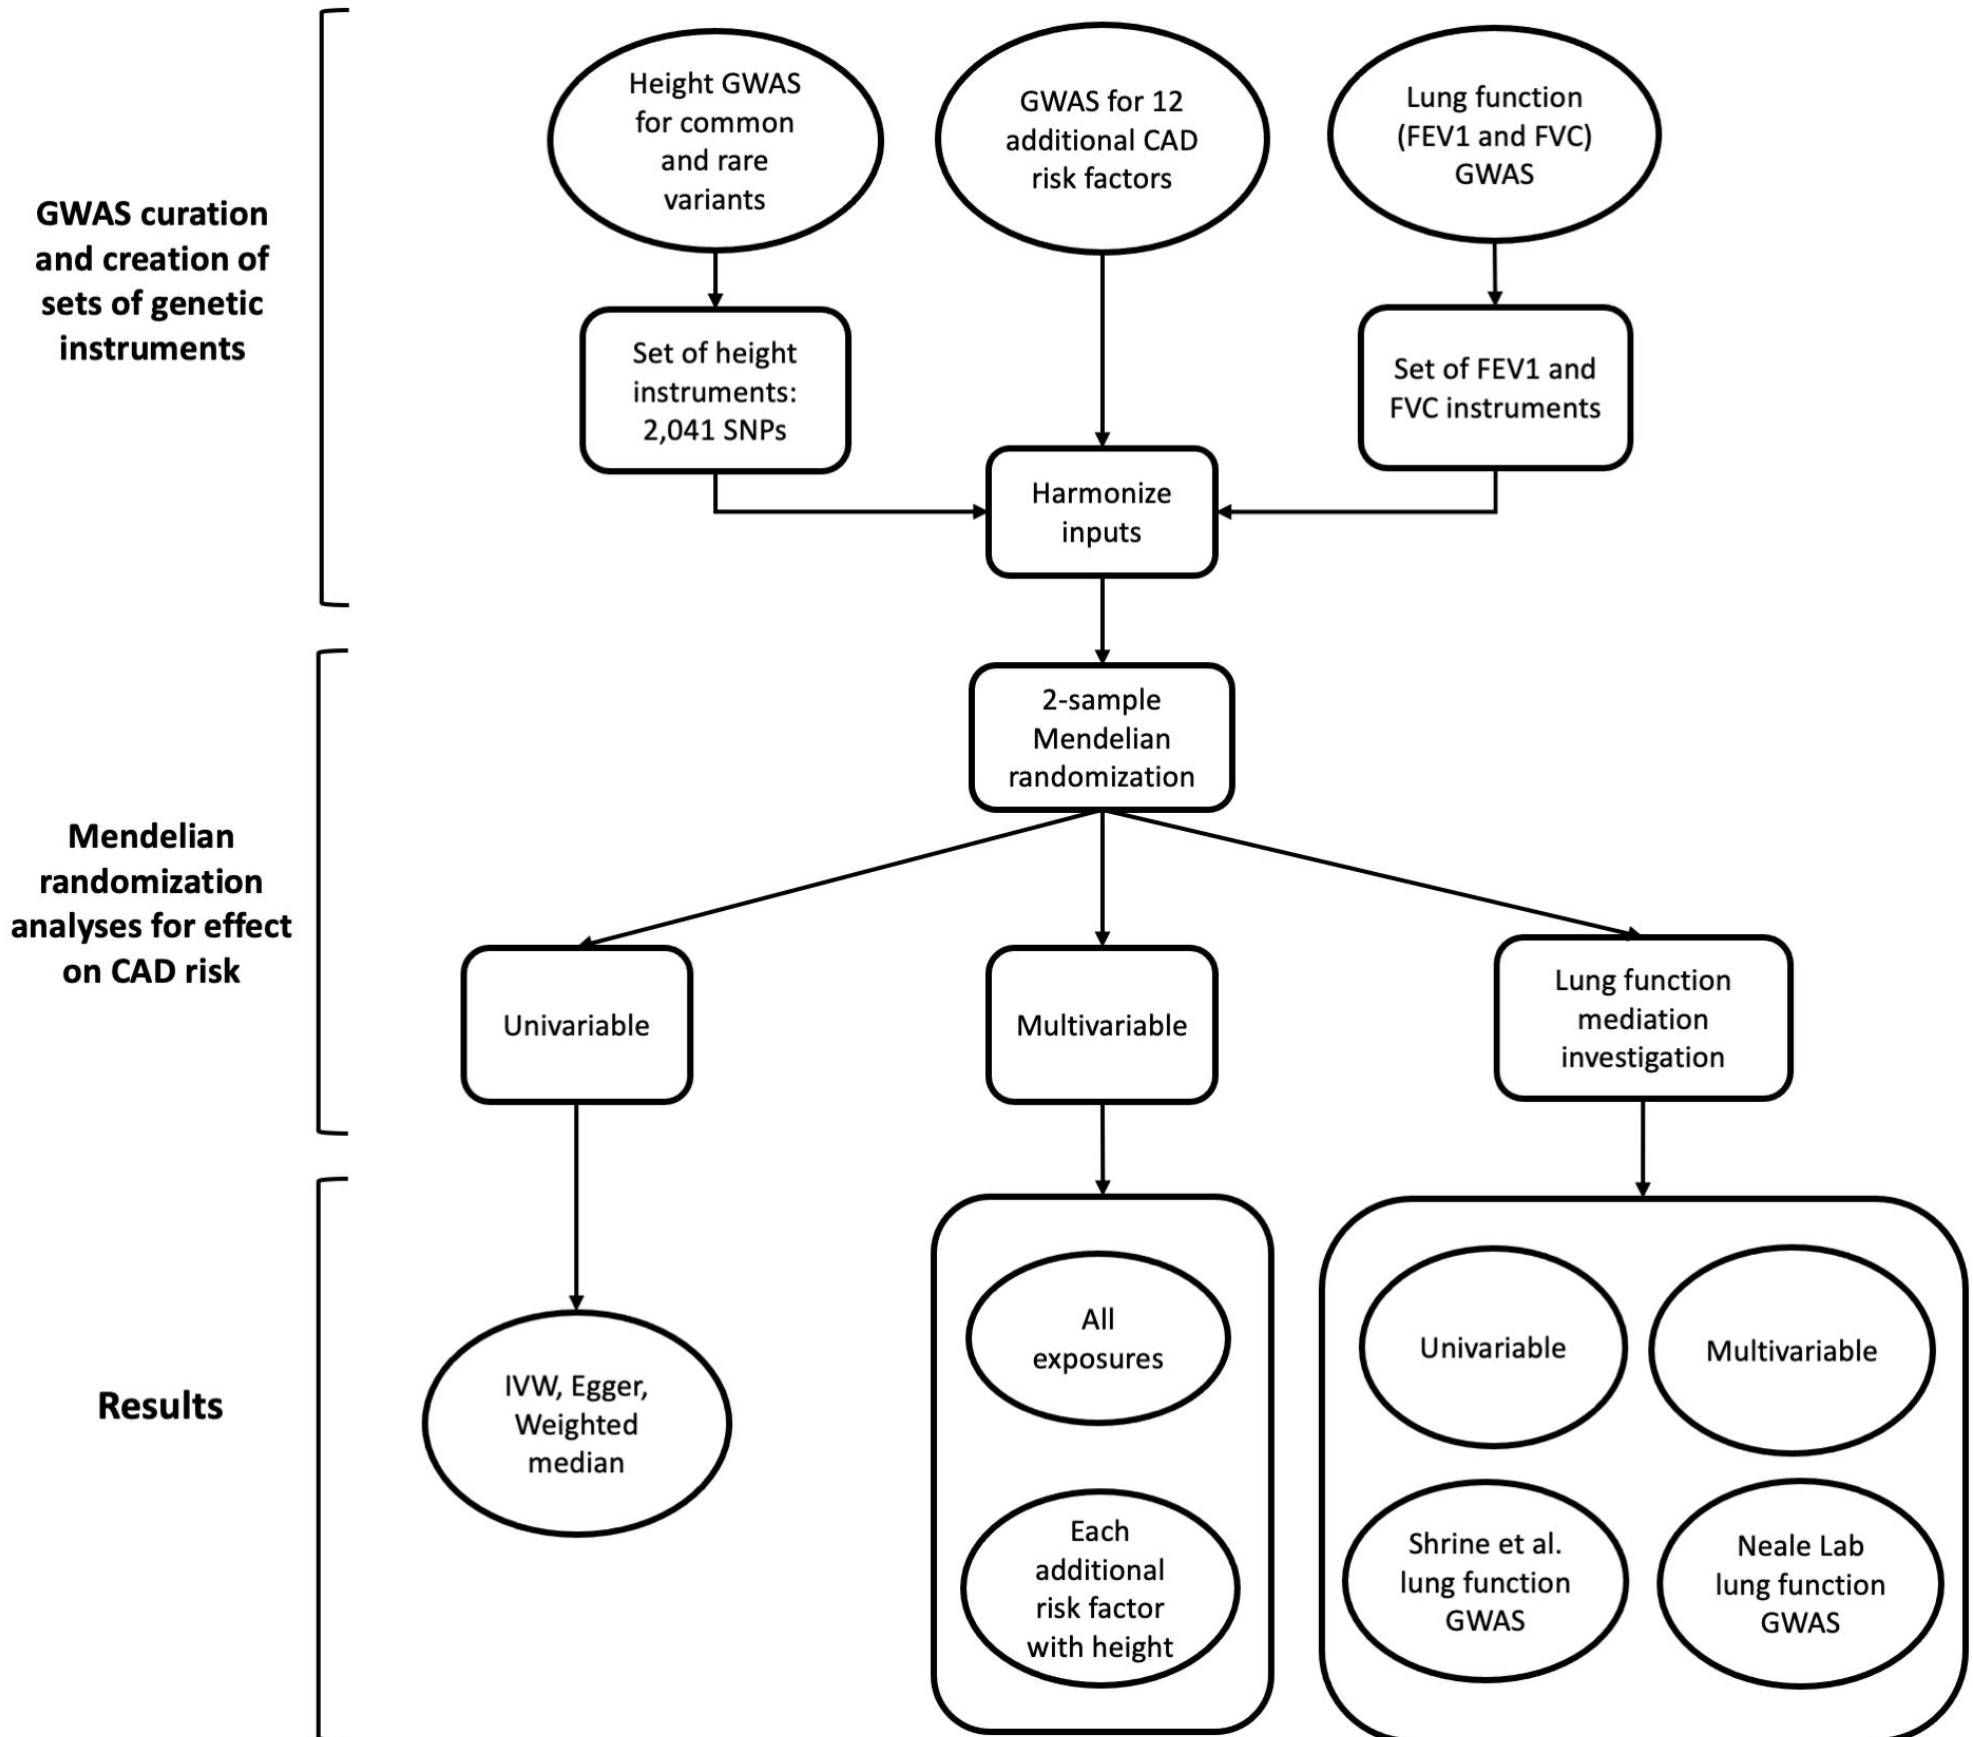 GWAS curation
and creation of
sets of genetic
instruments
Height GWAS
for common
and rare
variants
GWAS for 12
additional CAD
risk factors
Lung function
(FEV1 and FVC)
GWAS
Set of height
instruments:
2,041 SNPs
Set of FEV1 and
FVC instruments
Harmonize
inputs
Mendelian
randomization
analyses for effect
on CAD risk
2-sample
Mendelian
randomization
Univariable
Multivariable
Lung function
mediation
investigation
Results
IVW, Egger,
Weighted
median
All
exposures
Each
additional
risk factor
with height
Univariable
Multivariable
Shrine et al.
lung function
GWAS
Neale Lab
lung function
GWAS